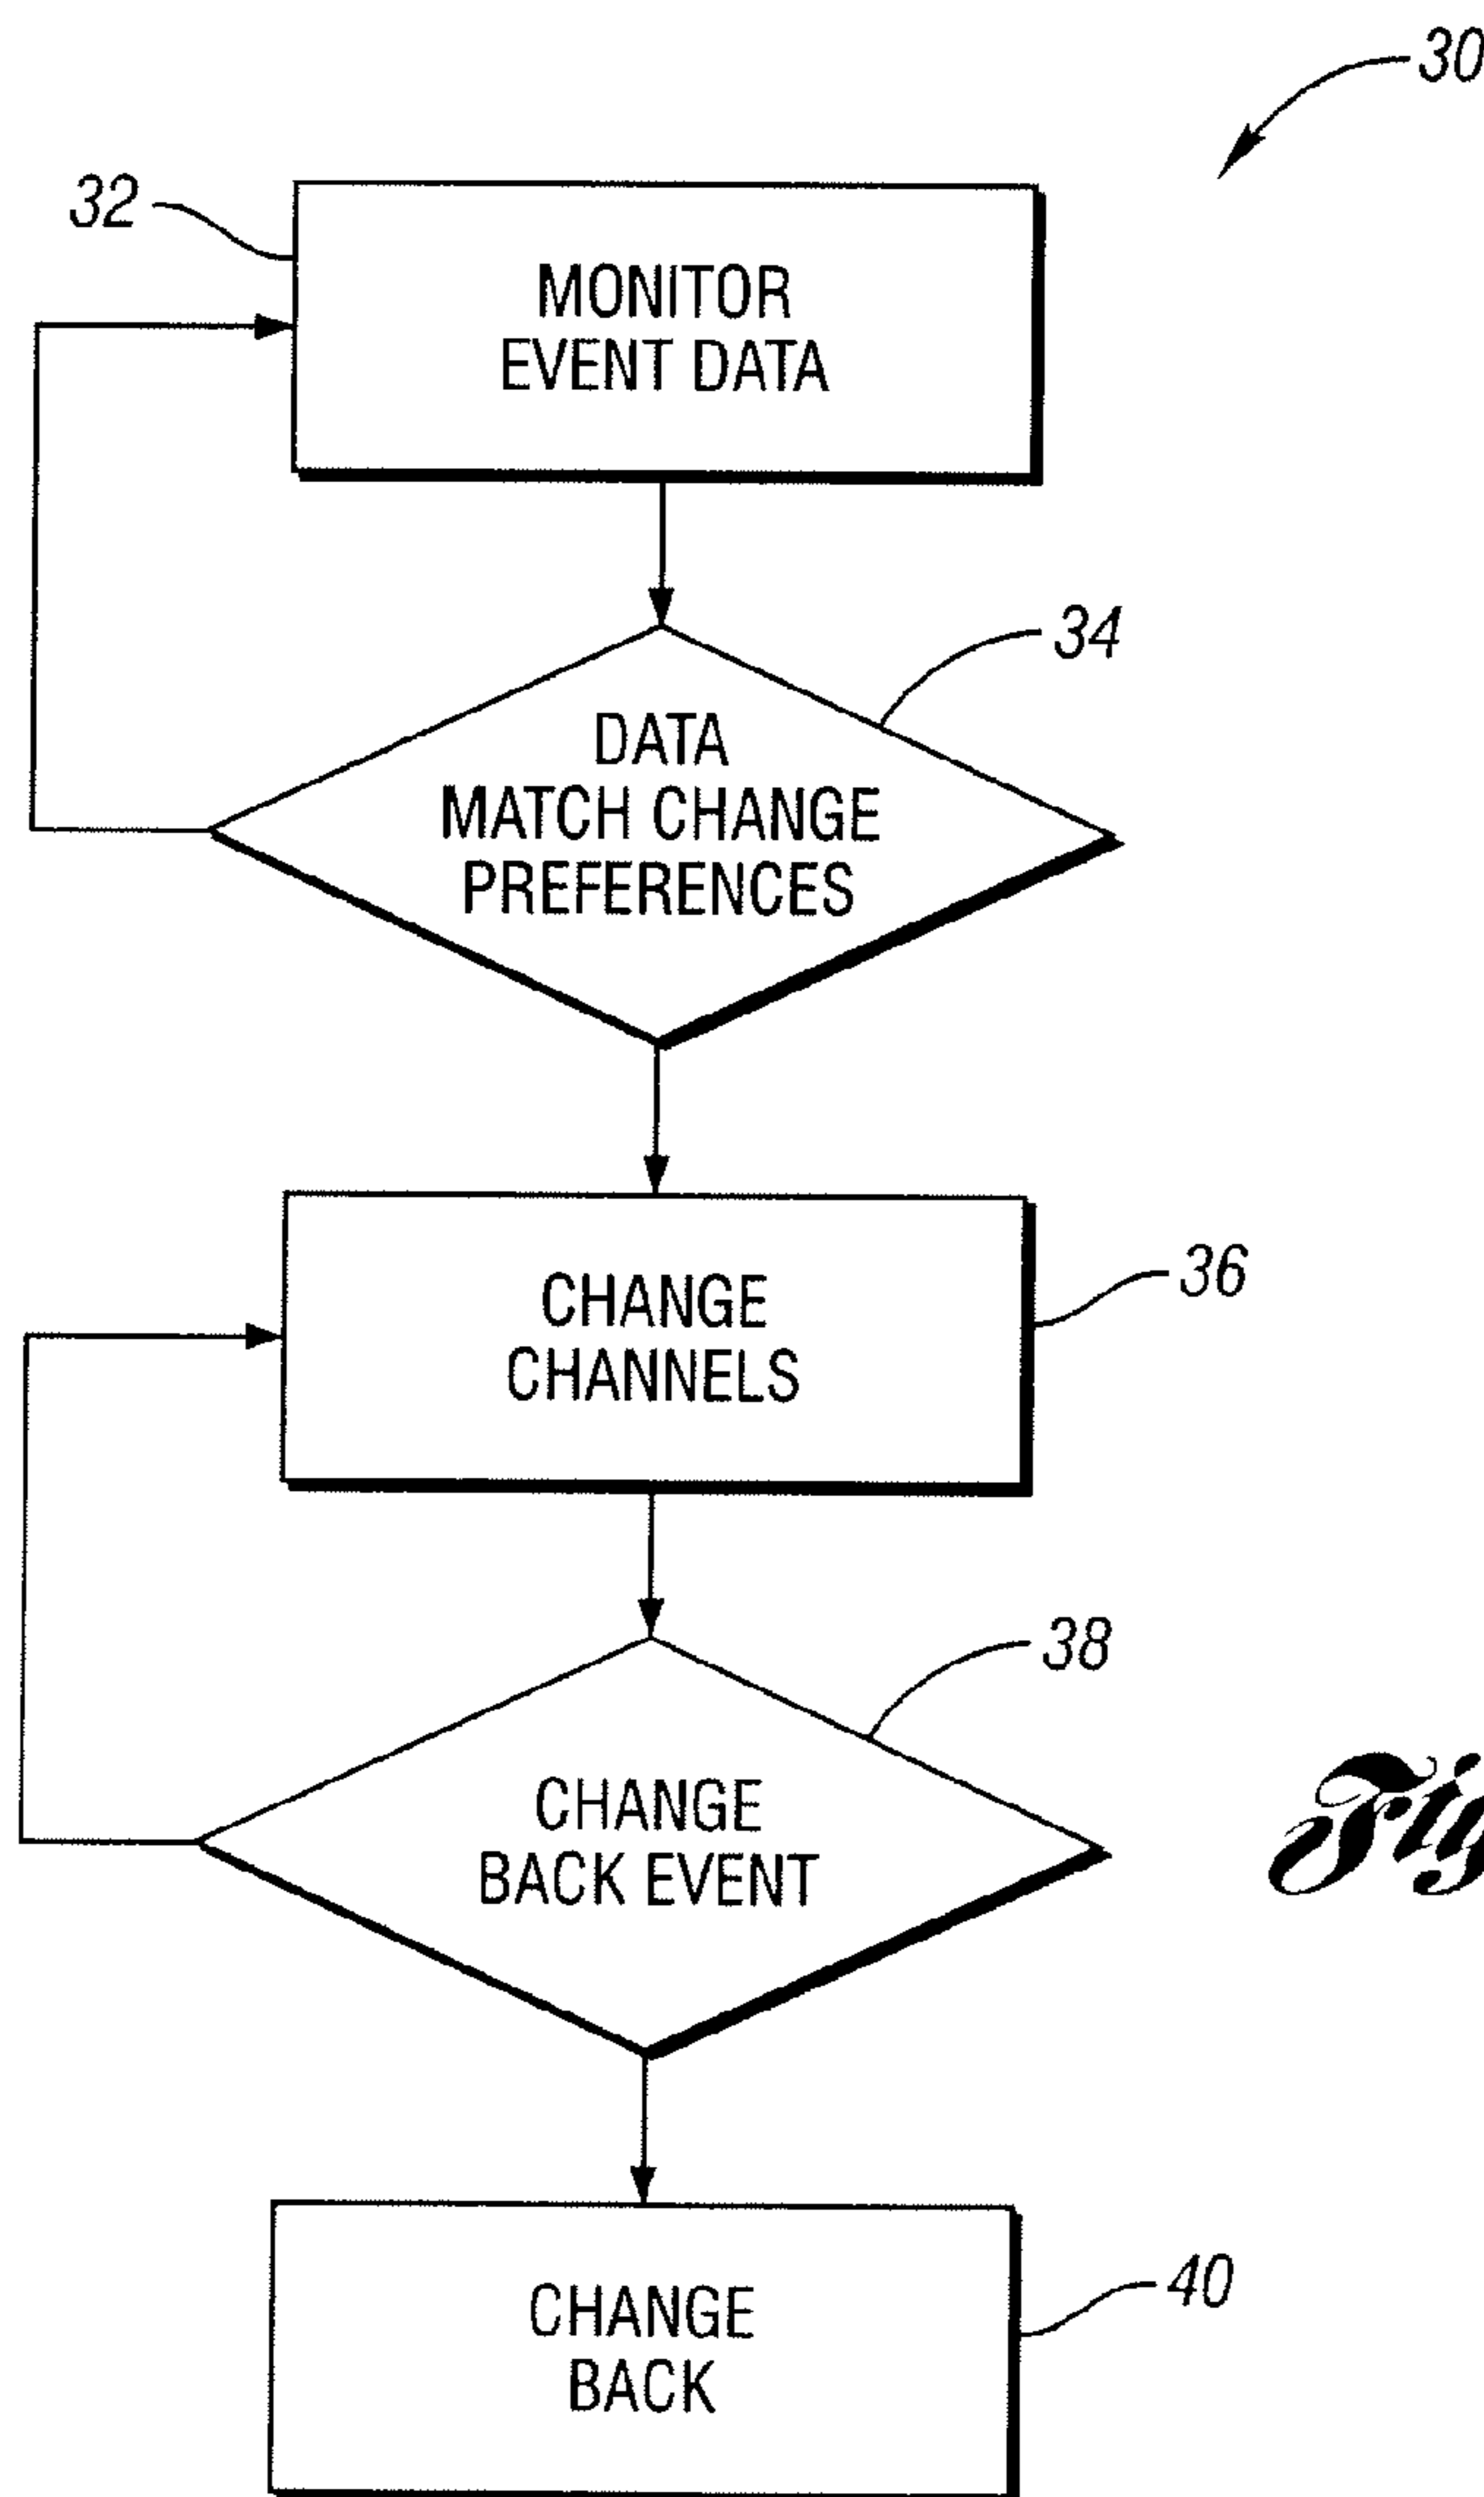 30
32
MONITOR
EVENT DATA
34
DATA
MATCH CHANGE
PREFERENCES
CHANGE
CHANNELS
36
38
CHANGE
BACK EVENT
CHANGE
BACK
40